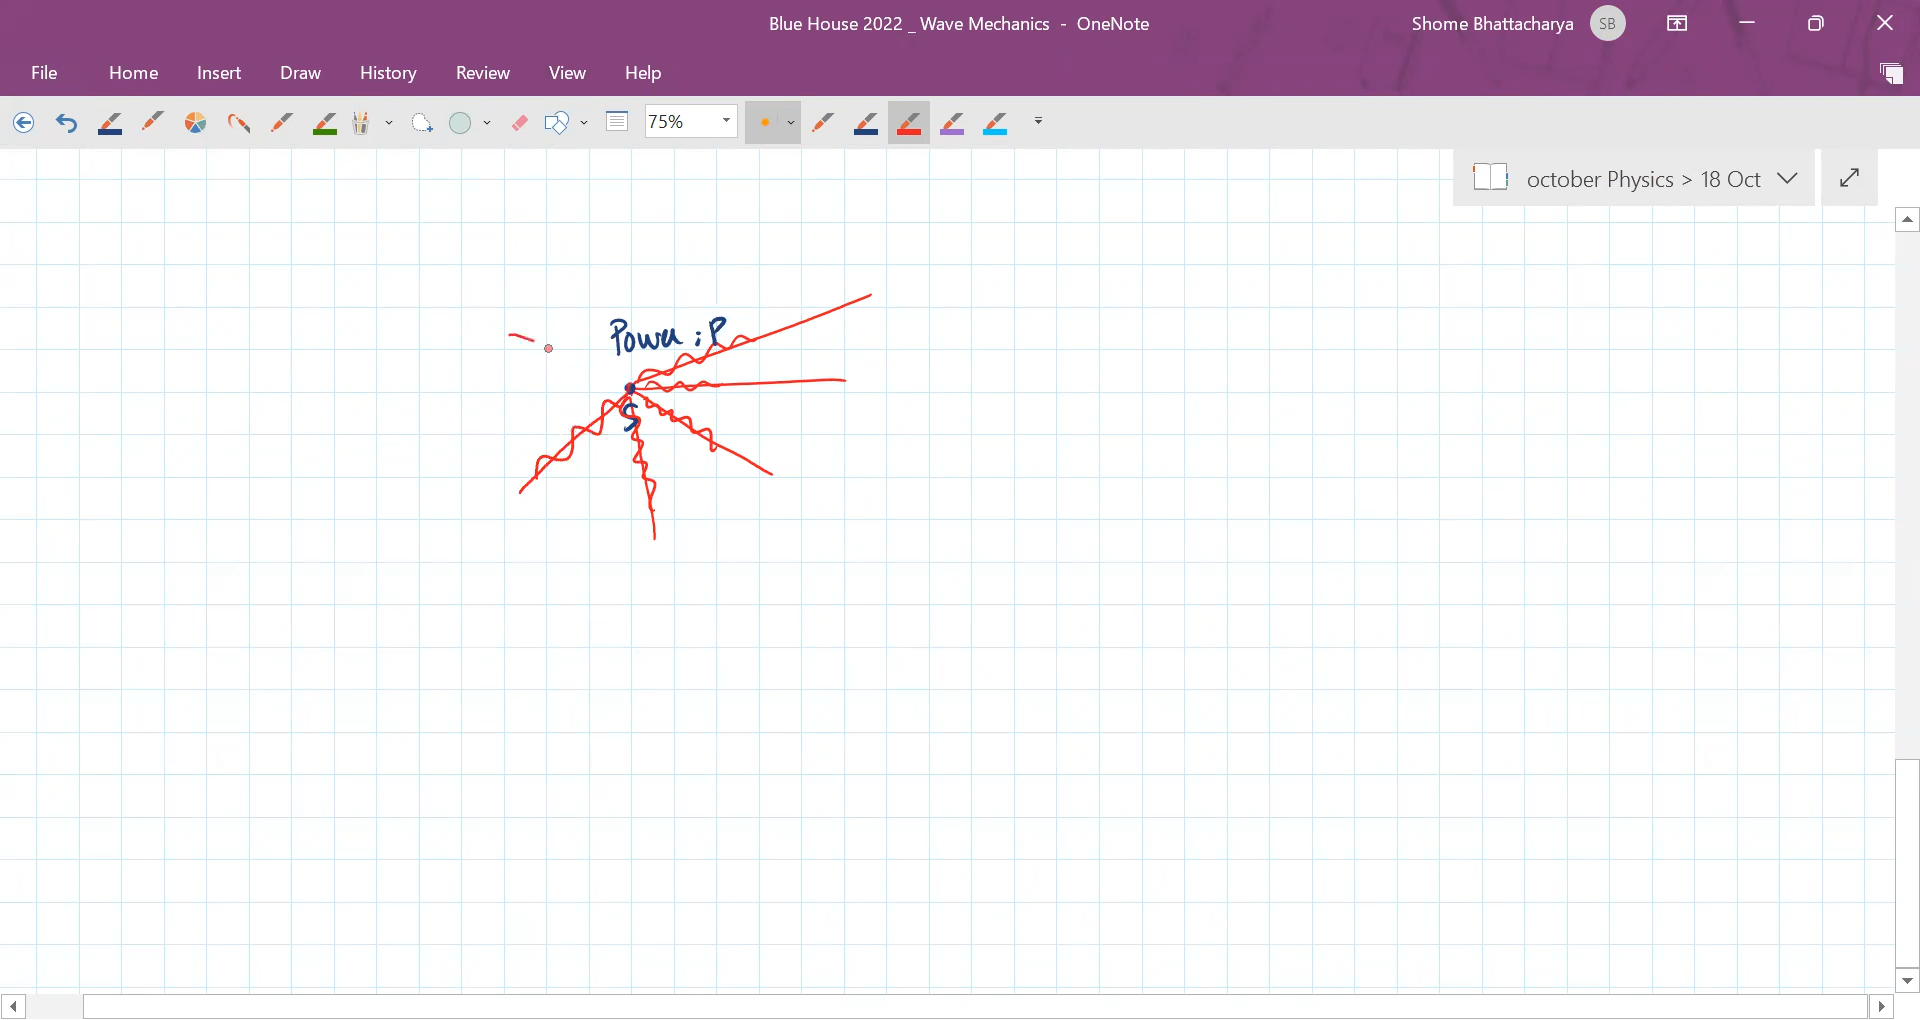 Blue House 2022 _ Wave Mechanics - OneNote
Shome Bhattacharya
SB
File
Home
Insert
Draw
History
Review
View
Help
75%
october Physics > 18 Oct
Power : P
S